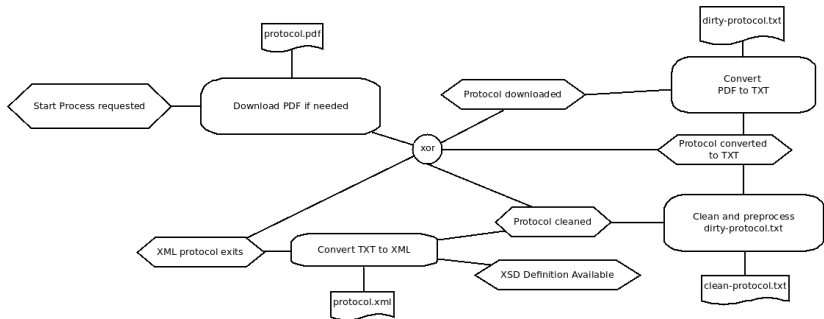 dirty-protocol.txt
protocol.pdf
Convert
PDF to TXT
Protocol downloaded
Start Process requested
Download PDF if needed
xor
Protocol converted
to TXT
Clean and preprocess
dirty-protocol.txt
Protocol cleaned
XML protocol exits
Convert TXT to XML
XSD Definition Available
clean-protocol.txt
protocol.xml